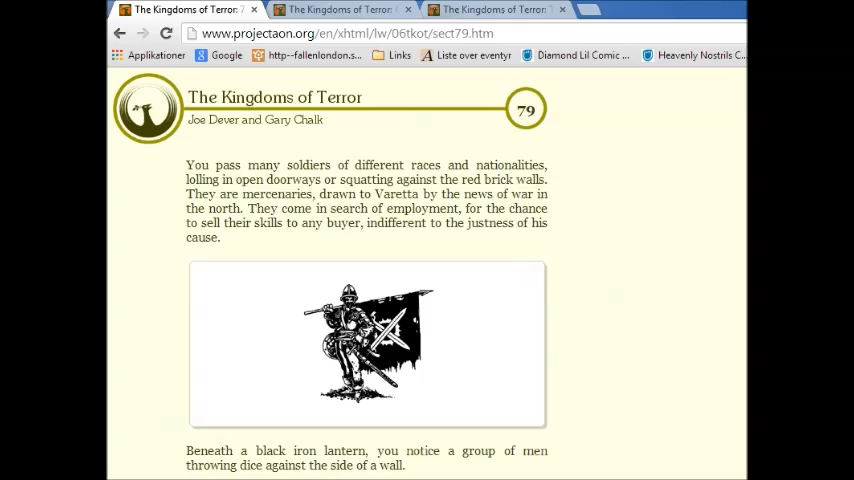 The Kingdoms of Terror: 7
The Kingdoms of Terror:
The Kingdoms of Terror:
www.projectaon.org/en/xhtml/lw/06tkot/sect79.htm
Applikationer Google http--fallenlondon.s... Links Liste over eventyr Diamond Lil Comic ... Heavenly Nostrils C...
The Kingdoms of Terror
79
Joe Dever and Gary Chalk
You pass many soldiers of different races and nationalities,
lolling in open doorways or squatting against the red brick walls.
They are mercenaries, drawn to Varetta by the news of war in
the north. They come in search of employment, for the chance
to sell their skills to any buyer, indifferent to the justness of his
cause.
Beneath a black iron lantern, you notice a group of men
throwing dice against the side of a wall.